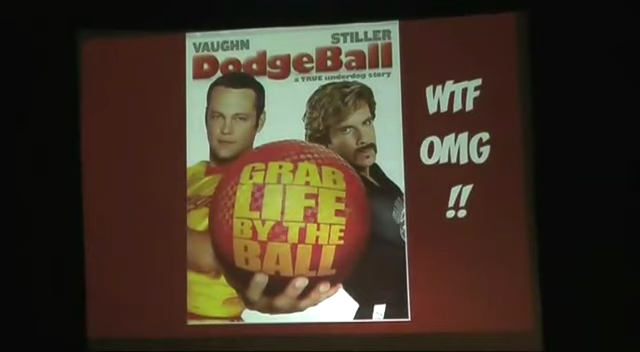 VAUGHN STILLER
DodgeBall
a TRUE underdog story
GRAB
LIFE
BY THE
BALL
WTF
OMG
!!